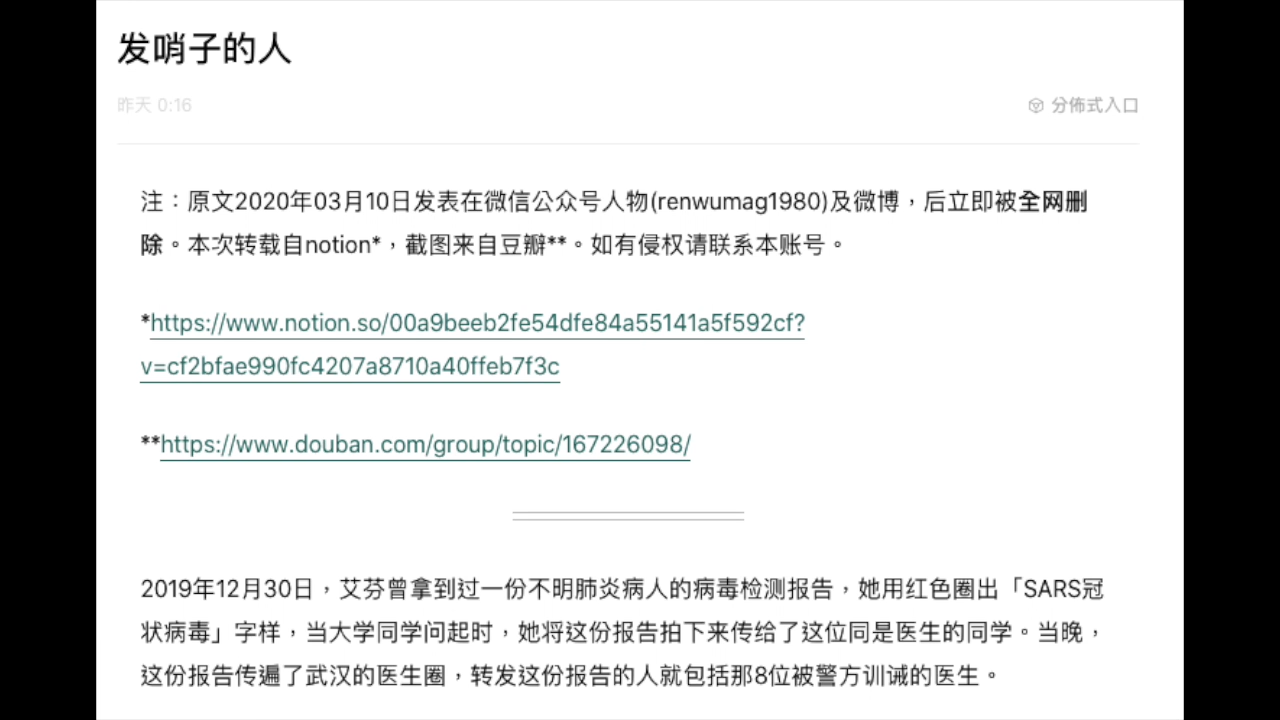 发哨子的人
昨天 0:16
分佈式入口
注：原文2020年03月10日发表在微信公众号人物(renwumag1980)及微博，后立即被全网删
除。本次转载自notion*，截图来自豆瓣**。如有侵权请联系本账号。
*https://www.notion.so/00a9beeb2fe54dfe84a55141a5f592cf?
v=cf2bfae990fc4207a8710a40ffeb7f3c
**https://www.douban.com/group/topic/167226098/
2019年12月30日，艾芬曾拿到过一份不明肺炎病人的病毒检测报告，她用红色圈出「SARS冠
状病毒」字样，当大学同学问起时，她将这份报告拍下来传给了这位同是医生的同学。当晚，
这份报告传遍了武汉的医生圈，转发这份报告的人就包括那8位被警方训诫的医生。